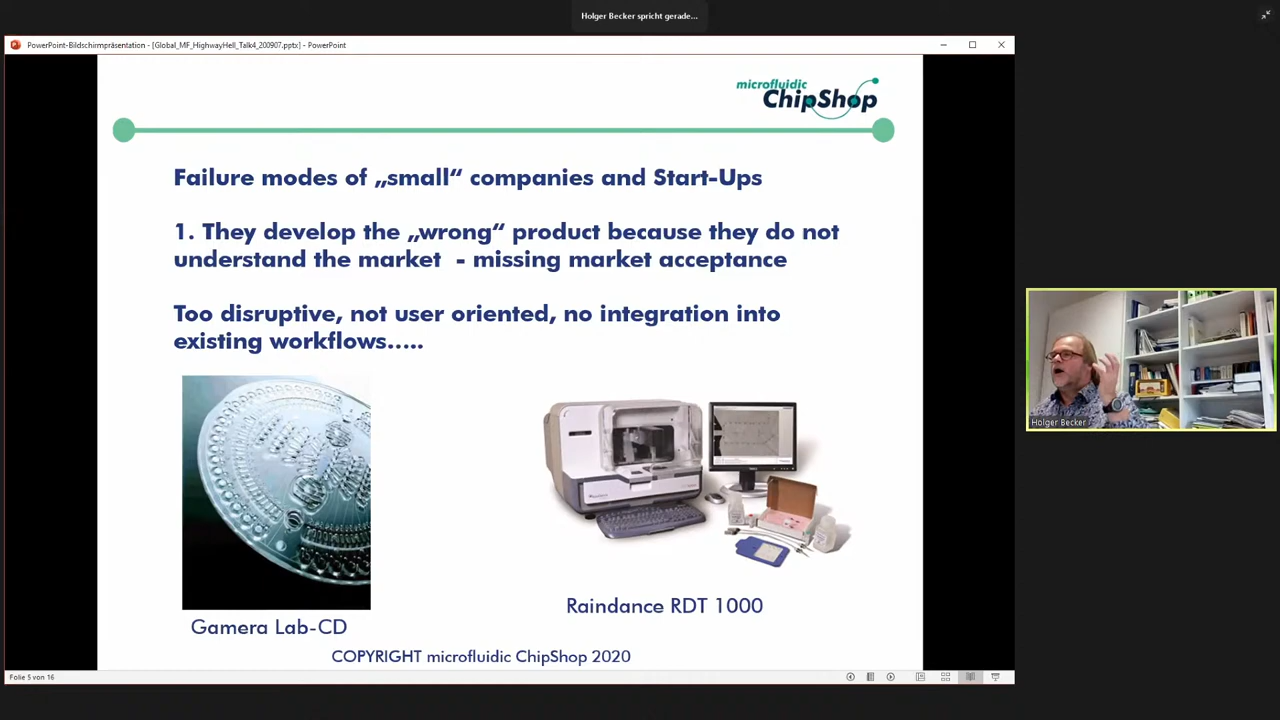 Holger Becker spricht gerade...
PowerPoint-Bildschirmpräsentation - [Global_MF_HighwayHell_Talk4_200907.pptx] - PowerPoint
microfluidic
ChipShop
Failure modes of „small“ companies and Start-Ups
1. They develop the „wrong“ product because they do not
understand the market - missing market acceptance
Too disruptive, not user oriented, no integration into
existing workflows.....
Gamera Lab-CD
Raindance RDT 1000
COPYRIGHT microfluidic ChipShop 2020
Folie 5 von 16
Holger Becker